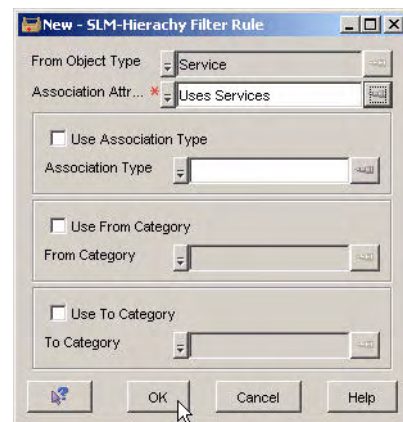 New - SLM-Hierachy Filter Rule
From Object Type Service
Association Attr... * Uses Services
Use Association Type
Association Type
Use From Category
From Category
Use To Category
To Category
? OK Cancel Help